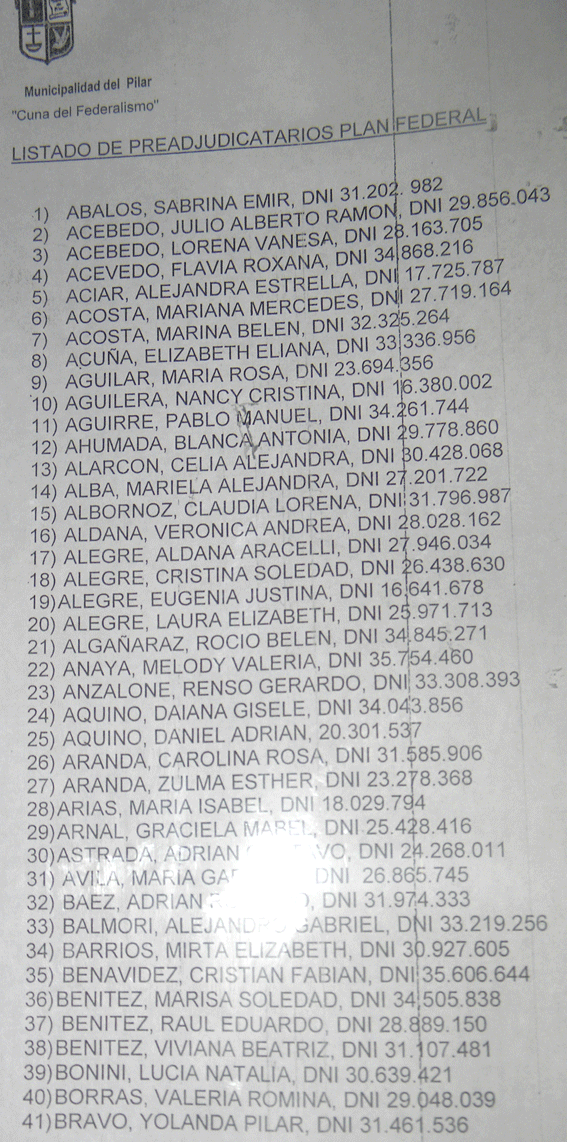 Municipalidad del Pilar
"Cuna del Federalismo"
LISTADO DE PREADJUDICATARIOS PLAN FEDERAL
1) ABALOS, SABRINA EMIR, DNI 31.202. 982
2) ACEBEDO, JULIO ALBERTO RAMON, DNI 29.856.043
3) ACEBEDO, LORENA VANESA, DNI 28.163.705
4) ACEVEDO, FLAVIA ROXANA, DNI 34.868.216
5) ACIAR, ALEJANDRA ESTRELLA, DNI 17.725.787
6) ACOSTA, MARIANA MERCEDES, DNI 27.719.164
7) ACOSTA, MARINA BELEN, DNI 32.325.264
8) ACUÑA, ELIZABETH ELIANA, DNI 33.336.956
9) AGUILAR, MARIA ROSA, DNI 23.694.356
10) AGUILERA, NANCY CRISTINA, DNI 16.380.002
11) AGUIRRE, PABLO MANUEL, DNI 34.261.744
12) AHUMADA, BLANCA ANTONIA, DNI 29.778.860
13) ALARCON, CELIA ALEJANDRA, DNI 30.428.068
14) ALBA, MARIELA ALEJANDRA, DNI 27.201.722
15) ALBORNOZ, CLAUDIA LORENA, DNI 31.796.987
16) ALDANA, VERONICA ANDREA, DNI 28.028.162
17) ALEGRE, ALDANA ARACELLI, DNI 27.946.034
18) ALEGRE, CRISTINA SOLEDAD, DNI 26.438.630
19)ALEGRE, EUGENIA JUSTINA, DNI 16.641.678
20) ALEGRE, LAURA ELIZABETH, DNI 25.971.713
21) ALGAÑARAZ, ROCIO BELEN, DNI 34.845.271
22) ANAYA, MELODY VALERIA, DNI 35.754.460
23) ANZALONE, RENSO GERARDO, DNI 33.308.393
24) AQUINO, DAIANA GISELE, DNI 34.043.856
25) AQUINO, DANIEL ADRIAN, 20.301.537
26) ARANDA, CAROLINA ROSA, DNI 31.585.906
27) ARANDA, ZULMA ESTHER, DNI 23.278.368
28)ARIAS, MARIA ISABEL, DNI 18.029.794
29)ARNAL, GRACIELA MABEL, DNI 25.428.416
30)ASTRADA, ADRIAN DNI 24.268.011
31) AVILA, MARIA DNI 26.865.745
32) BAEZ, ADRIAN DNI 31.974.333
33) BALMORI, ALEJANDRO GABRIEL, DNI 33.219.256
34) BARRIOS, MIRTA ELIZABETH, DNI 30.927.605
35) BENAVIDEZ, CRISTIAN FABIAN, DNI 35.606.644
36)BENITEZ, MARISA SOLEDAD, DNI 34.505.838
37) BENITEZ, RAUL EDUARDO, DNI 28.889.150
38)BENITEZ, VIVIANA BEATRIZ, DNI 31.107.481
39)BONINI, LUCIA NATALIA, DNI 30.639.421
40)BORRAS, VALERIA ROMINA, DNI 29.048.039
41)BRAVO, YOLANDA PILAR, DNI 31.461.536